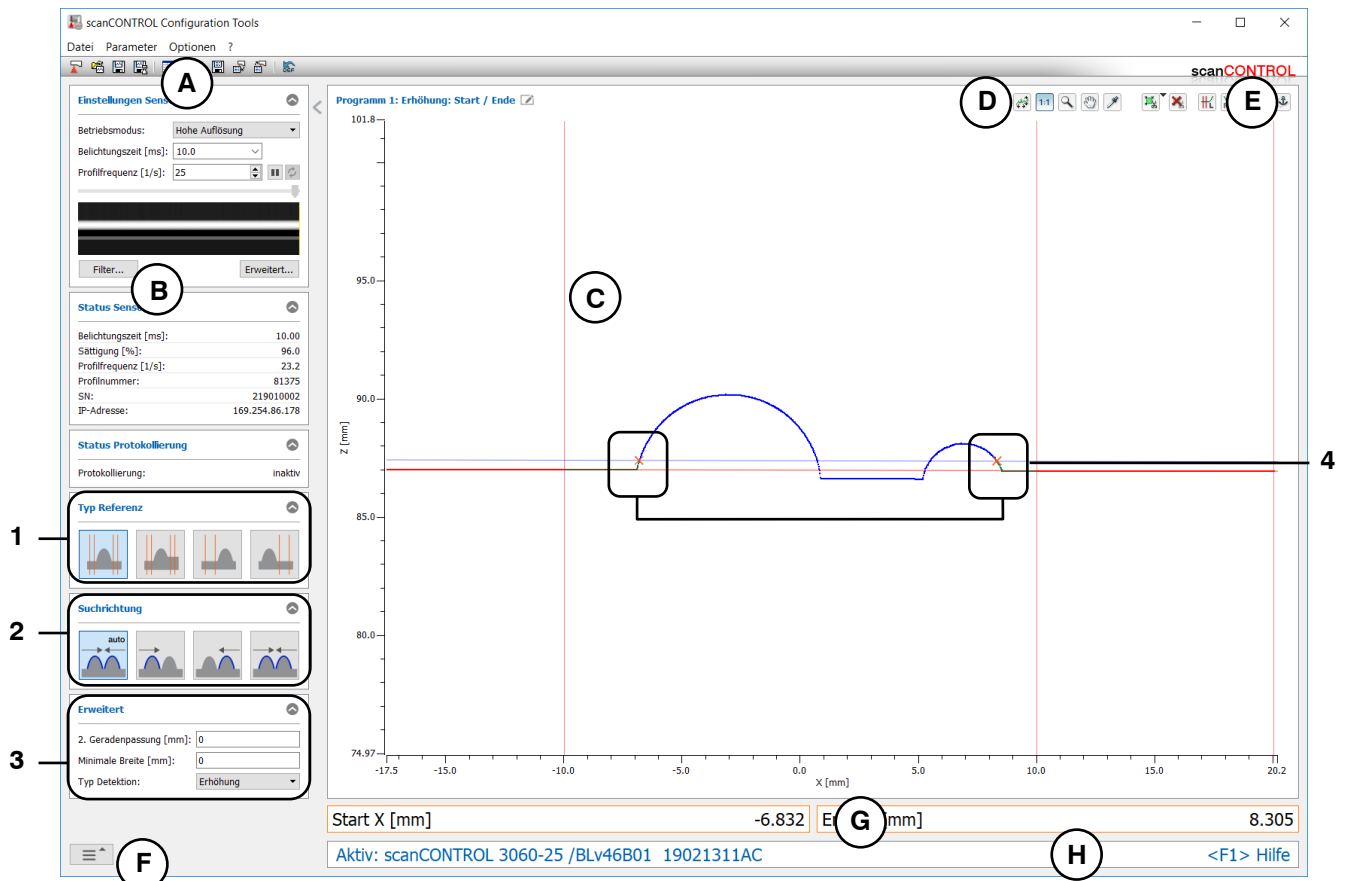 scanCONTROL Configuration Tools
Datei Parameter Optionen ?
A
scanCONTROL
Einstellungen
Betriebsmodus: Hohe Auflösung
Belichtungszeit [ms]: 10.0
Profilfrequenz [1/s]: 25
Filter... Erweitert...
B
Status
Belichtungszeit [ms]: 10.00
Sättigung [%]: 96.0
Profilfrequenz [1/s]: 23.2
Profilnummer: 81375
SN: 219010002
IP-Adresse: 169.254.86.178
Status Protokollierung
Protokollierung: inaktiv
1
Typ Referenz
2
Suchrichtung
auto
3
Erweitert
2. Geradenpassung [mm]: 0
Minimale Breite [mm]: 0
Typ Detektion: Erhöhung
F
Programm 1: Erhöhung: Start / Ende
D
1:1
E
101.8
95.0
90.0
85.0
80.0
74.97
Z [mm]
C
4
-17.5 -15.0 -10.0 -5.0 0.0 5.0 10.0 15.0 20.2
X [mm]
Start X [mm] -6.832
G
[mm] 8.305
Aktiv: scanCONTROL 3060-25 /BLv46B01 19021311AC
H
<F1> Hilfe